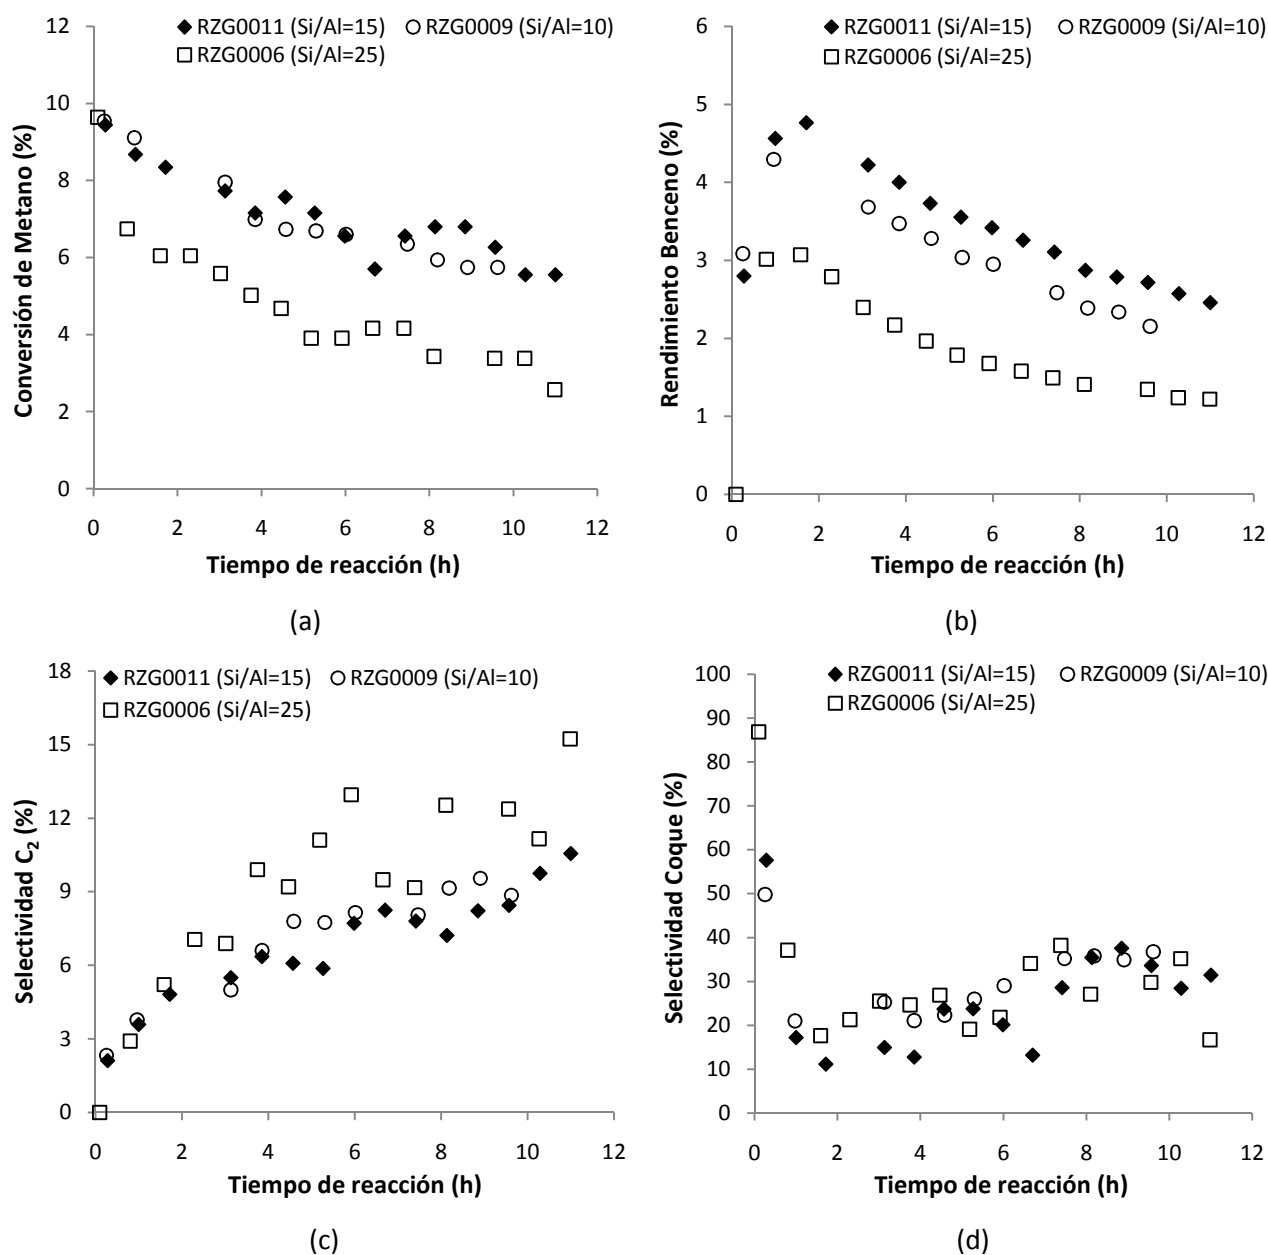 ◆ RZG0011 (Si/Al=15) ○ RZG0009 (Si/Al=10)
□ RZG0006 (Si/Al=25)
Conversión de Metano (%)
12
10
8
6
4
2
0
0 2 4 6 8 10 12
Tiempo de reacción (h)
(a)
◆ RZG0011 (Si/Al=15) ○ RZG0009 (Si/Al=10)
□ RZG0006 (Si/Al=25)
Rendimiento Benceno (%)
6
5
4
3
2
1
0
0 2 4 6 8 10 12
Tiempo de reacción (h)
(b)
◆ RZG0011 (Si/Al=15) ○ RZG0009 (Si/Al=10)
□ RZG0006 (Si/Al=25)
Selectividad C₂ (%)
18
15
12
9
6
3
0
0 2 4 6 8 10 12
Tiempo de reacción (h)
(c)
◆ RZG0011 (Si/Al=15) ○ RZG0009 (Si/Al=10)
□ RZG0006 (Si/Al=25)
Selectividad Coque (%)
100
90
80
70
60
50
40
30
20
10
0
0 2 4 6 8 10 12
Tiempo de reacción (h)
(d)